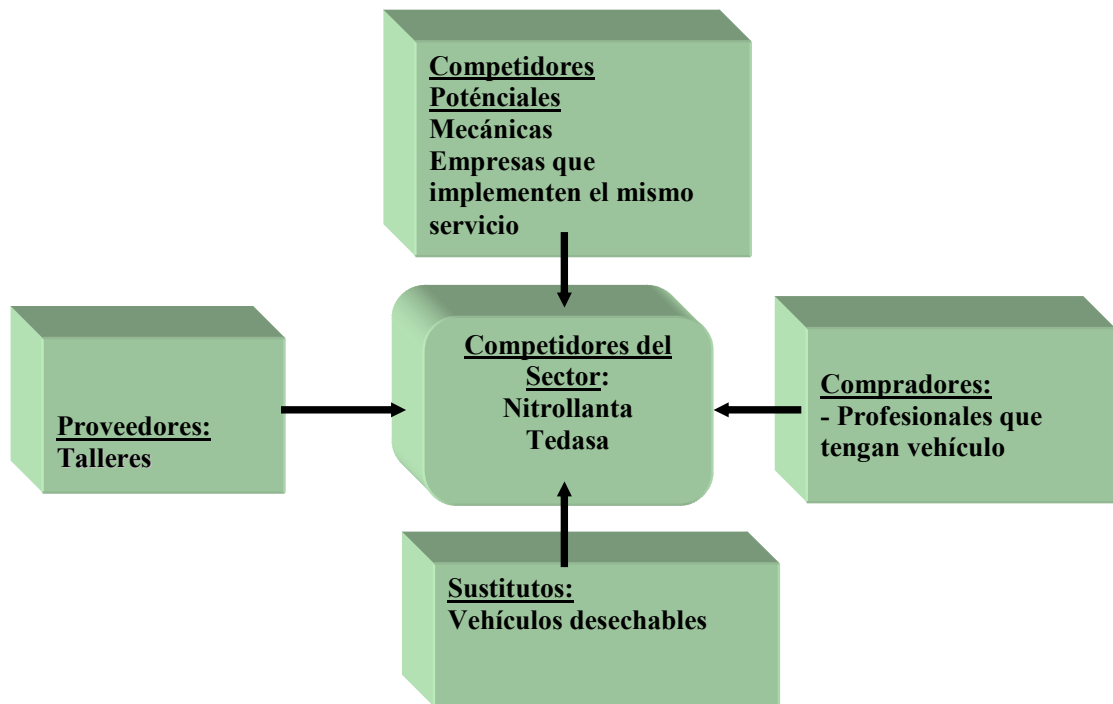 Competidores
Poténciales
Mecánicas
Empresas que
implementen el mismo
servicio
Proveedores:
Talleres
Competidores del
Sector:
Nitrollanta
Tedasa
Compradores:
- Profesionales que
tengan vehículo
Sustitutos:
Vehículos desechables